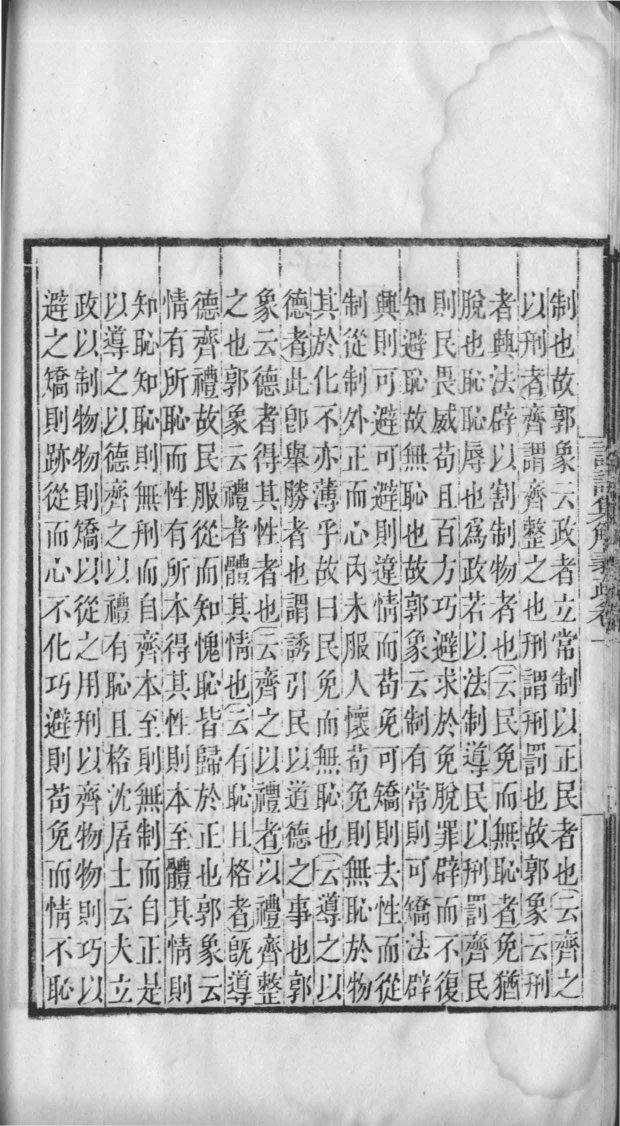 制也故郭象云政者立常制以正民者也云齊之
以刑者齊謂齊整之也刑謂刑罰也故郭象云刑
者興法辟以割制物者也云民免而無恥者免猶
脫也恥恥辱也爲政若以法制導民以刑罰齊民
則民畏威苟且百方巧避求於免脫罪辟而不復
知避恥故無恥也故郭象云制有常則可矯法辟
興則可避可避則違情而苟免可矯則去性而從
制從制外正而心內未服人懷苟免則無恥於物
其於化不亦薄乎故曰民免而無恥也云導之以
德者此卽舉勝者也謂誘引民以道德之事也郭
象云德者得其性者也云齊之以禮者以禮齊整
之也郭象云禮者體其情也云有恥且格者旣導
德齊禮故民服從而知愧恥皆歸於正也郭象云
情有所恥而性有所本得其性則本至體其情則
知恥知恥則無刑而自齊本至則無制而自正是
以導之以德齊之以禮有恥且格沈居士云夫立
政以制物物則矯以從之用刑以齊物物則巧以
避之矯則跡從而心不化巧避則苟免而情不恥